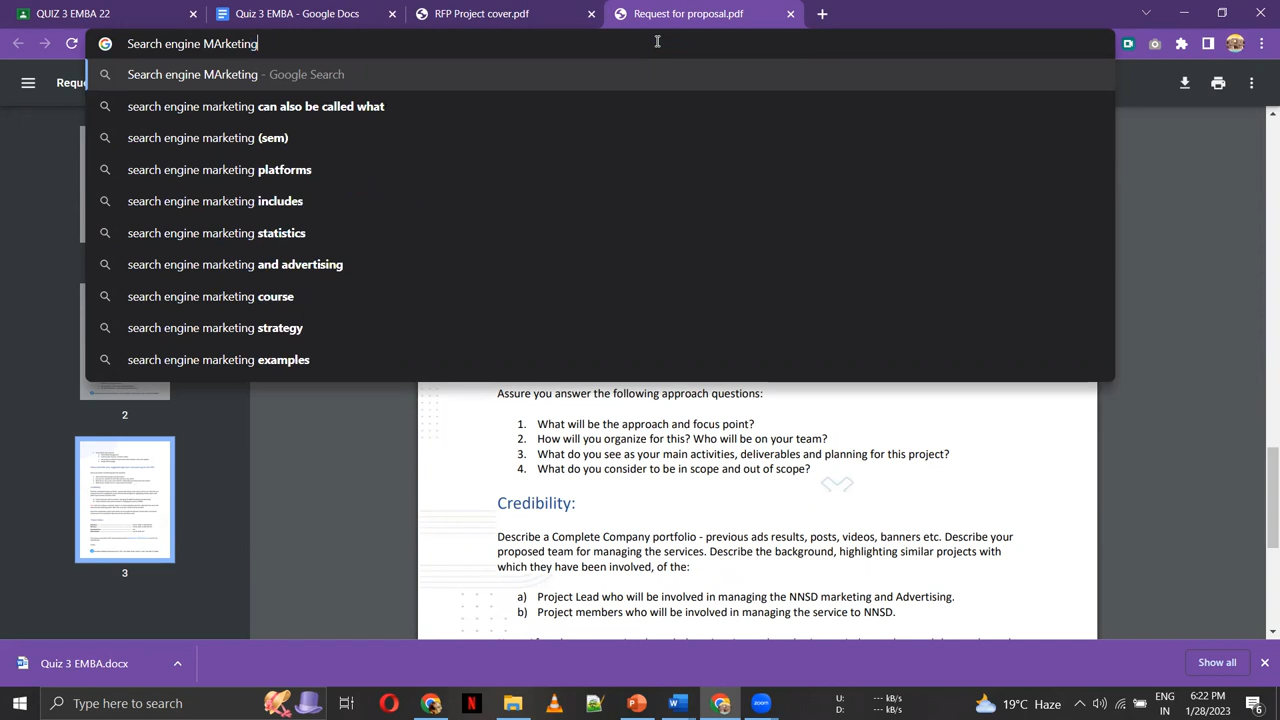 QUIZ 3 EMBA 22
Quiz 3 EMBA - Google Docs
RFP Project cover.pdf
Request for proposal.pdf
Search engine MArketing
Search engine MArketing - Google Search
search engine marketing can also be called what
search engine marketing (sem)
search engine marketing platforms
search engine marketing includes
search engine marketing statistics
search engine marketing and advertising
search engine marketing course
search engine marketing strategy
search engine marketing examples
Reque
2
3
Assure you answer the following approach questions:
1. What will be the approach and focus point?
2. How will you organize for this? Who will be on your team?
3. What do you see as your main activities, deliverables and planning for this project?
4. What do you consider to be in scope and out of scope?
Credibility:
Describe a Complete Company portfolio - previous ads results, posts, videos, banners etc. Describe your
proposed team for managing the services. Describe the background, highlighting similar projects with
which they have been involved, of the:
a) Project Lead who will be involved in managing the NNSD marketing and Advertising.
b) Project members who will be involved in managing the service to NNSD.
Quiz 3 EMBA.docx
Show all
Type here to search
U: --- kB/s
D: --- kB/s
19°C Haze
ENG
IN
6:22 PM
1/28/2023
6
zoom